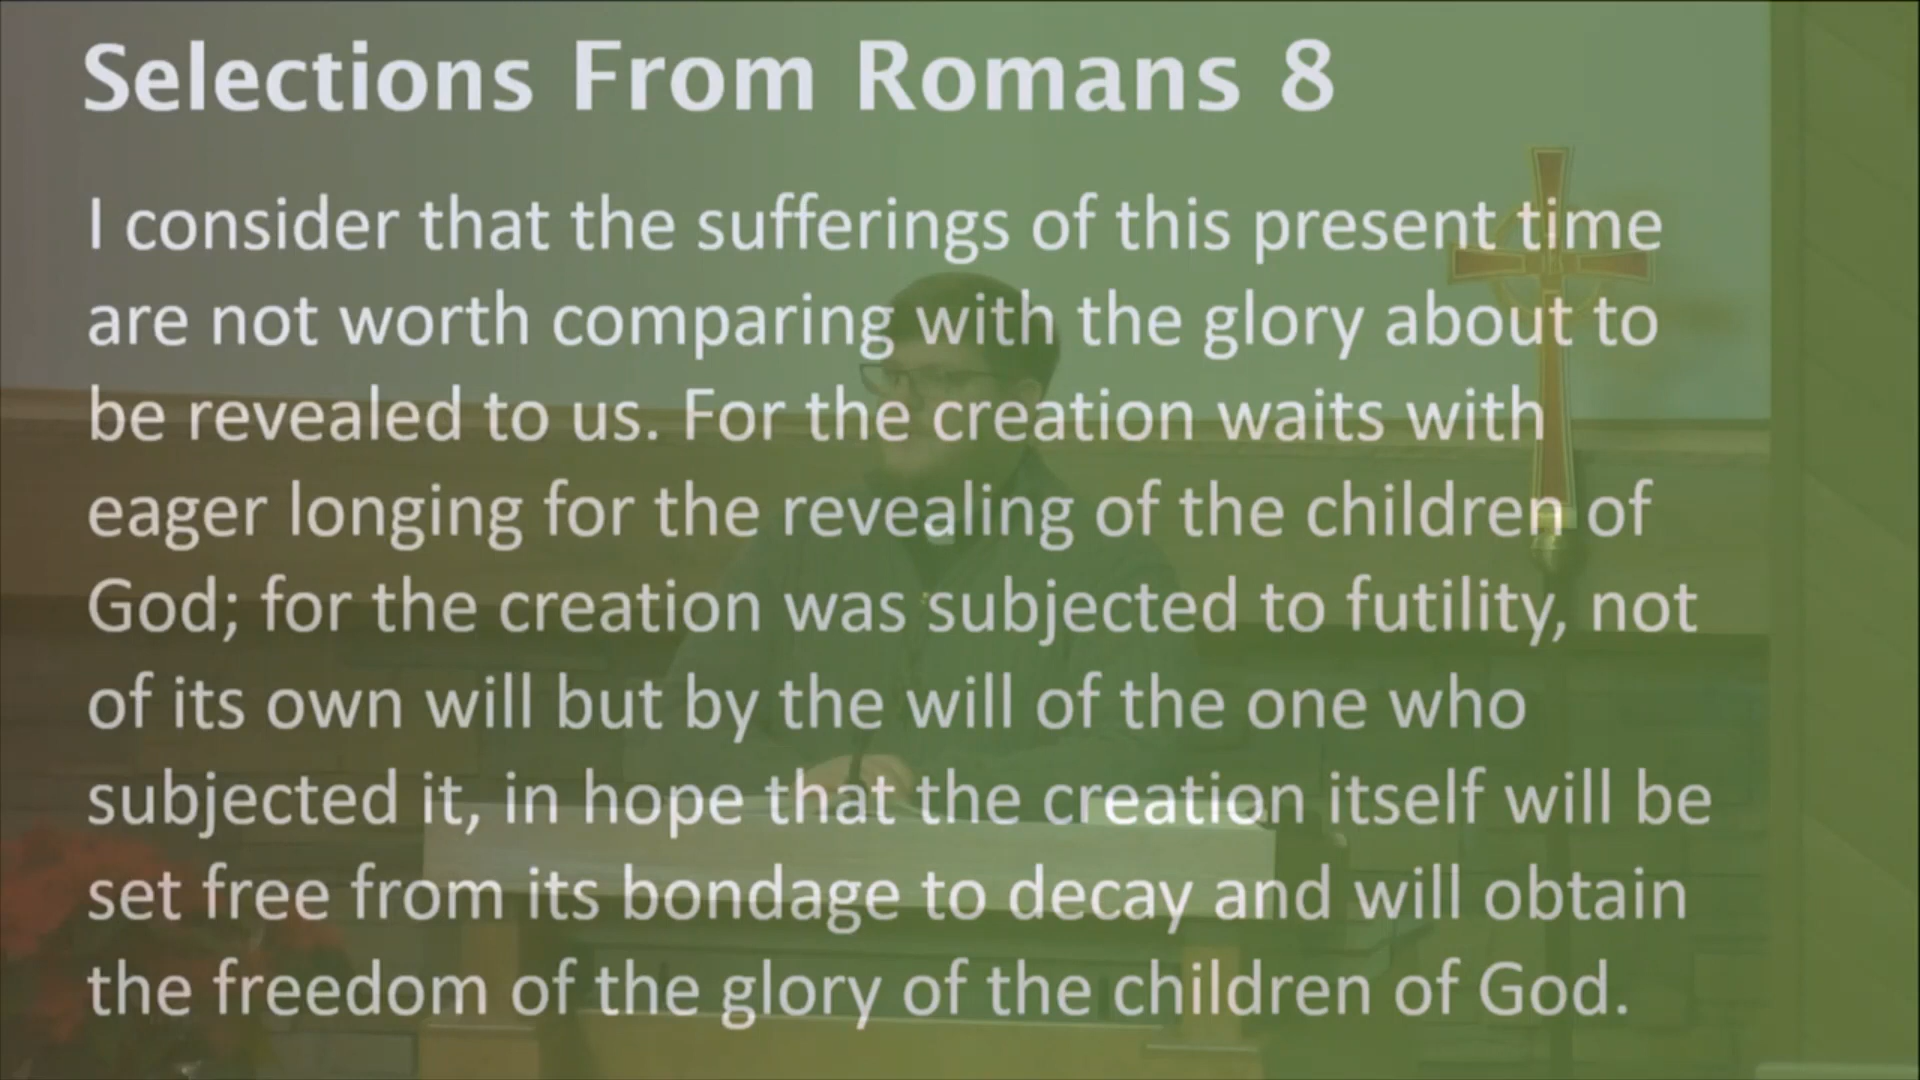 Selections From Romans 8
I consider that the sufferings of this present time
are not worth comparing with the glory about to
be revealed to us. For the creation waits with
eager longing for the revealing of the children of
God; for the creation was subjected to futility, not
of its own will but by the will of the one who
subjected it, in hope that the creation itself will be
set free from its bondage to decay and will obtain
the freedom of the glory of the children of God.